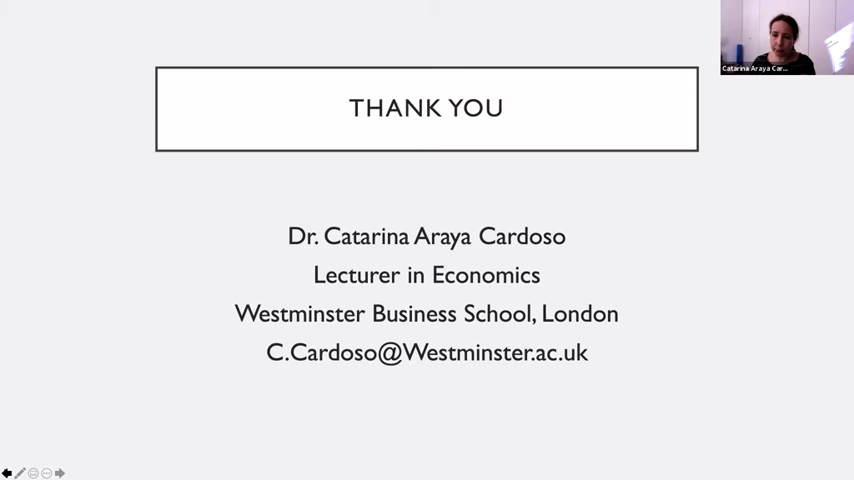 Catarina Araya Car...
THANK YOU
Dr. Catarina Araya Cardoso
Lecturer in Economics
Westminster Business School, London
C.Cardoso@Westminster.ac.uk